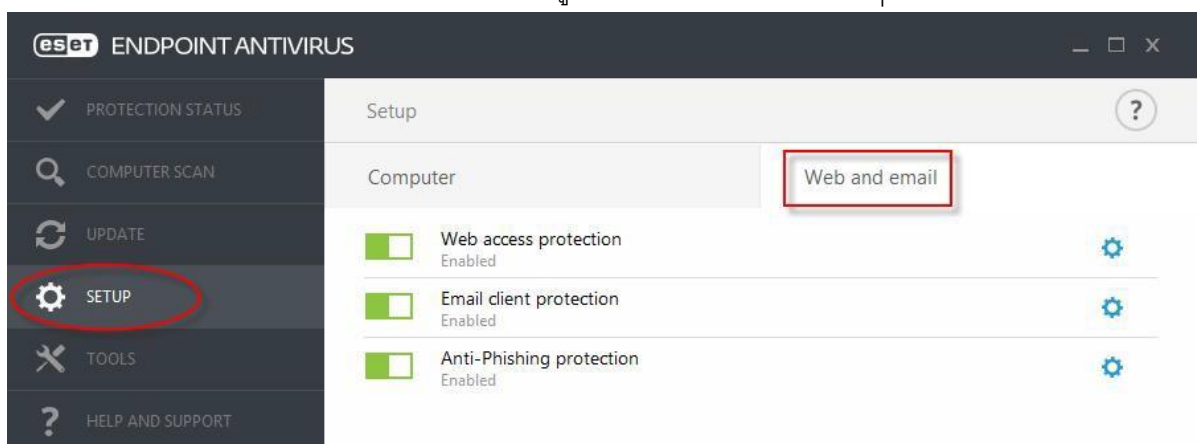 eset ENDPOINT ANTIVIRUS
PROTECTION STATUS
COMPUTER SCAN
UPDATE
SETUP
TOOLS
HELP AND SUPPORT
Setup
?
Computer
Web and email
Web access protection
Enabled
Email client protection
Enabled
Anti-Phishing protection
Enabled